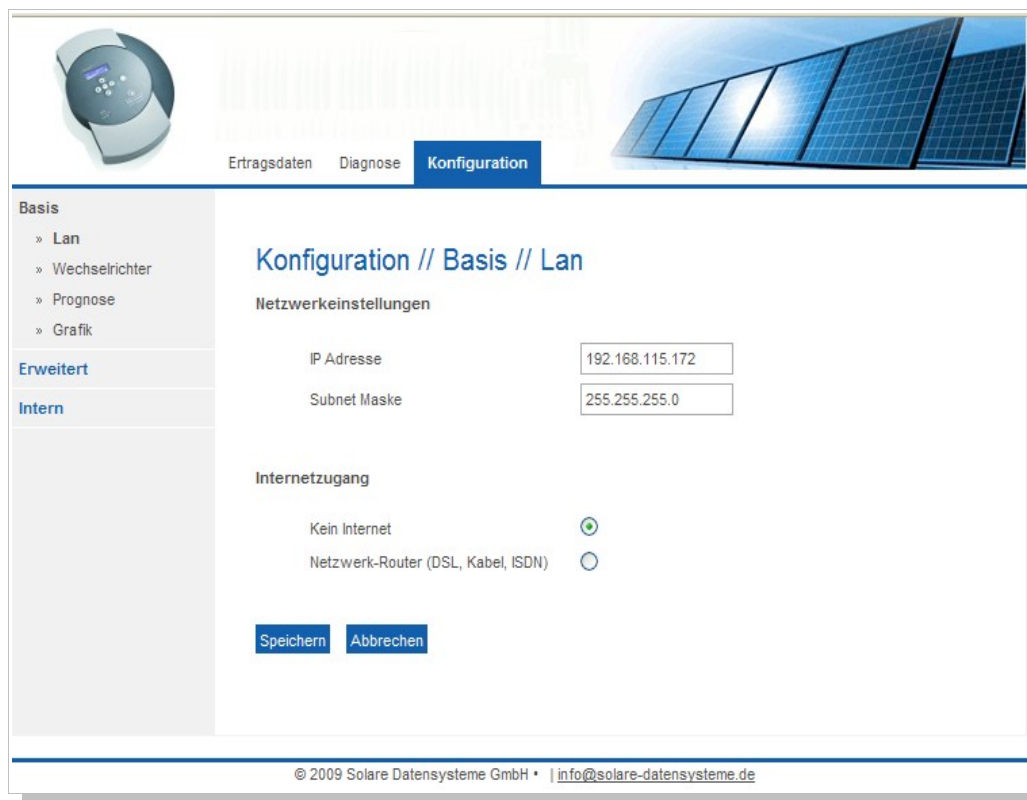 Ertragsdaten Diagnose Konfiguration
Basis
» Lan
» Wechselrichter
» Prognose
» Grafik
Erweitert
Intern
Konfiguration // Basis // Lan
Netzwerkeinstellungen
IP Adresse 192.168.115.172
Subnet Maske 255.255.255.0
Internetzugang
Kein Internet
Netzwerk-Router (DSL, Kabel, ISDN)
Speichern Abbrechen
© 2009 Solare Datensysteme GmbH • | info@solare-datensysteme.de